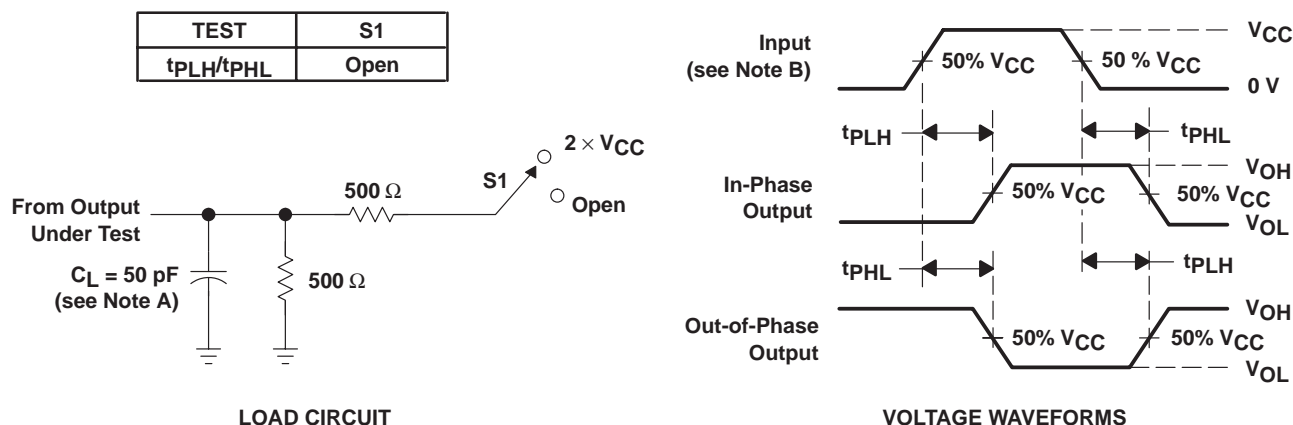 TEST S1
tPLH/tPHL Open
2 × VCC
S1
Open
500 Ω
From Output
Under Test
CL = 50 pF
(see Note A)
500 Ω
LOAD CIRCUIT
Input
(see Note B)
50% VCC
50 % VCC
VCC
0 V
tPLH
tPHL
In-Phase
Output
50% VCC
50% VCC
VOH
VOL
tPHL
tPLH
Out-of-Phase
Output
50% VCC
50% VCC
VOH
VOL
VOLTAGE WAVEFORMS